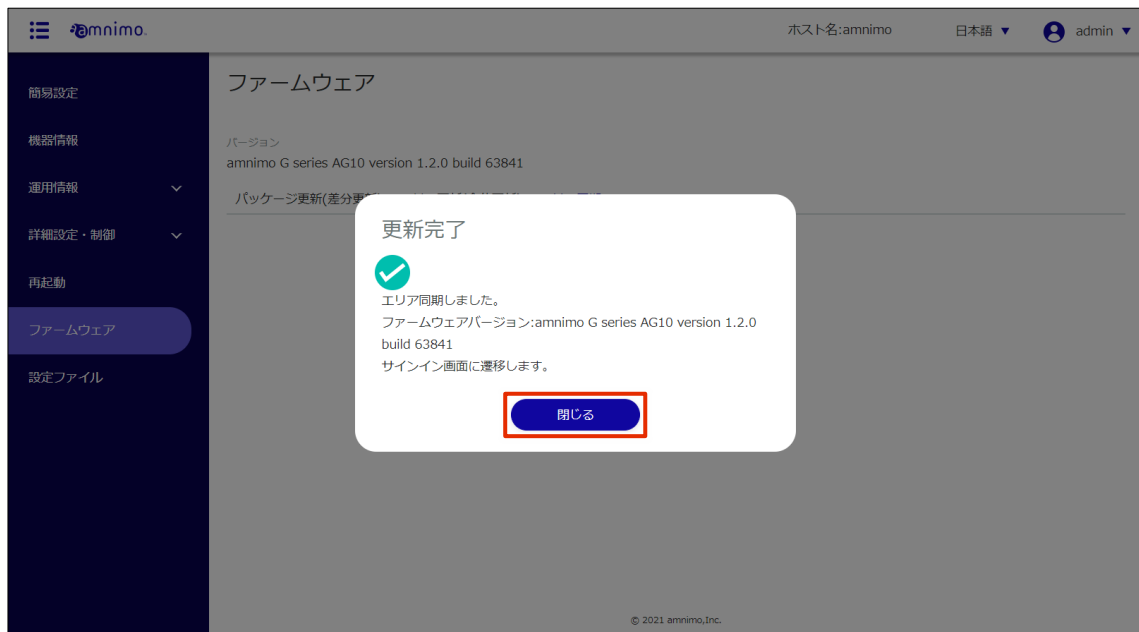 amnimo.
ホスト名:amnimo
日本語 ▼
admin ▼
簡易設定
機器情報
運用情報
詳細設定・制御
再起動
ファームウェア
設定ファイル
ファームウェア
バージョン
amnimo G series AG10 version 1.2.0 build 63841
パッケージ更新(差分更
更新完了
エリア同期しました。
ファームウェアバージョン:amnimo G series AG10 version 1.2.0
build 63841
サインイン画面に遷移します。
閉じる
© 2021 amnimo,Inc.